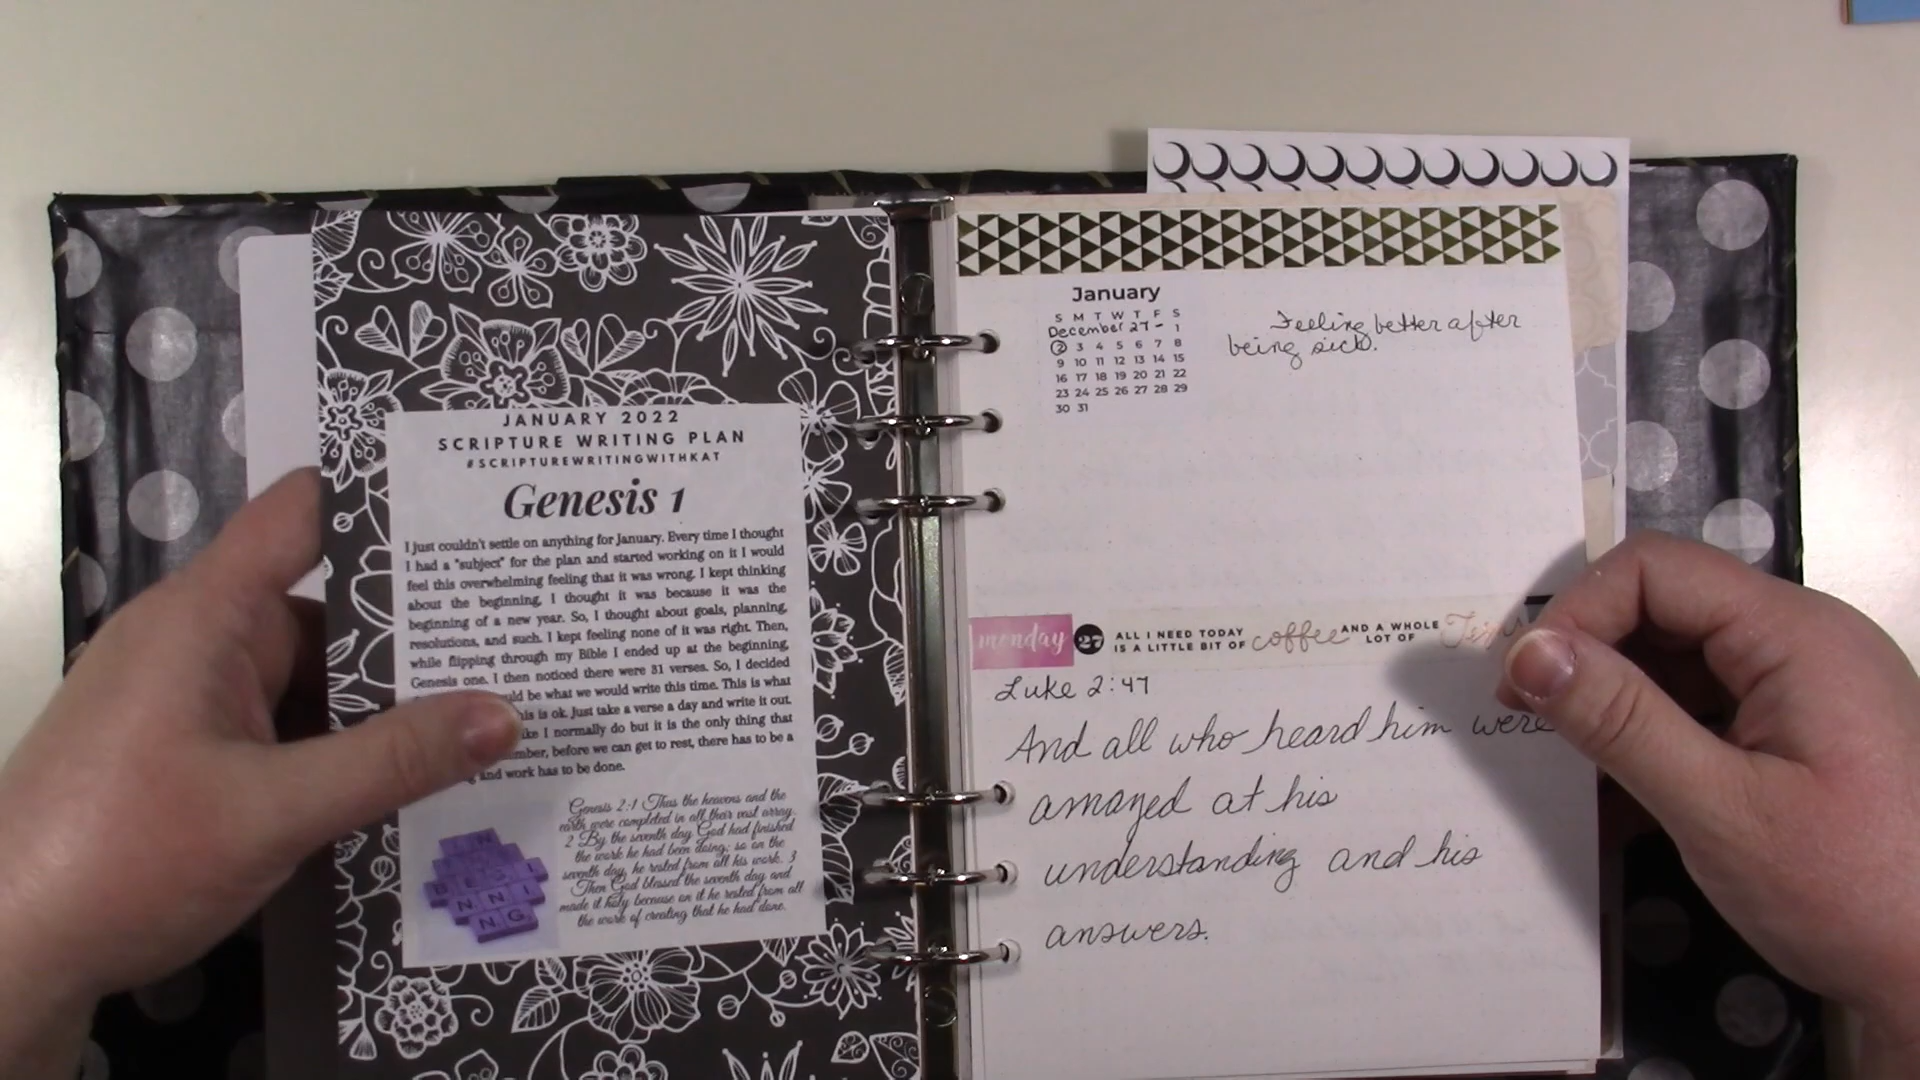 JANUARY 2022
SCRIPTURE WRITING PLAN
#SCRIPTUREWRITINGWITHKAT
Genesis 1
I just couldn't settle on anything for January. Every time I thought
I had a "subject" for the plan and started working on it I would
feel this overwhelming feeling that it was wrong. I kept thinking
about the beginning, I thought it was because it was the
beginning of a new year. So, I thought about goals, planning,
resolutions, and such. I kept feeling none of it was right. Then,
while flipping through my Bible I ended up at the beginning,
Genesis one. I then noticed there were 31 verses. So, I decided
be what we would write this time. This is what
is ok. Just take a verse a day and write it out.
I normally do but it is the only thing that
before we can get to rest, there has to be a
and work has to be done.
Genesis 2:1 Thus the heavens and the
earth were completed in all their vast array.
2 By the seventh day God had finished
the work he had been doing; so on the
seventh day he rested from all his work. 3
Then God blessed the seventh day and
made it holy because on it he rested from all
the work of creating that he had done.
I N
B E G I
N N I
N G
January
S M T W T F S
December 27 - 1
2 3 4 5 6 7 8
9 10 11 12 13 14 15
16 17 18 19 20 21 22
23 24 25 26 27 28 29
30 31
Feeling better after
being sick.
monday 27 ALL I NEED TODAY
IS A LITTLE BIT OF coffee AND A WHOLE
LOT OF
Luke 2:47
And all who heard him were
amazed at his
understanding and his
answers.